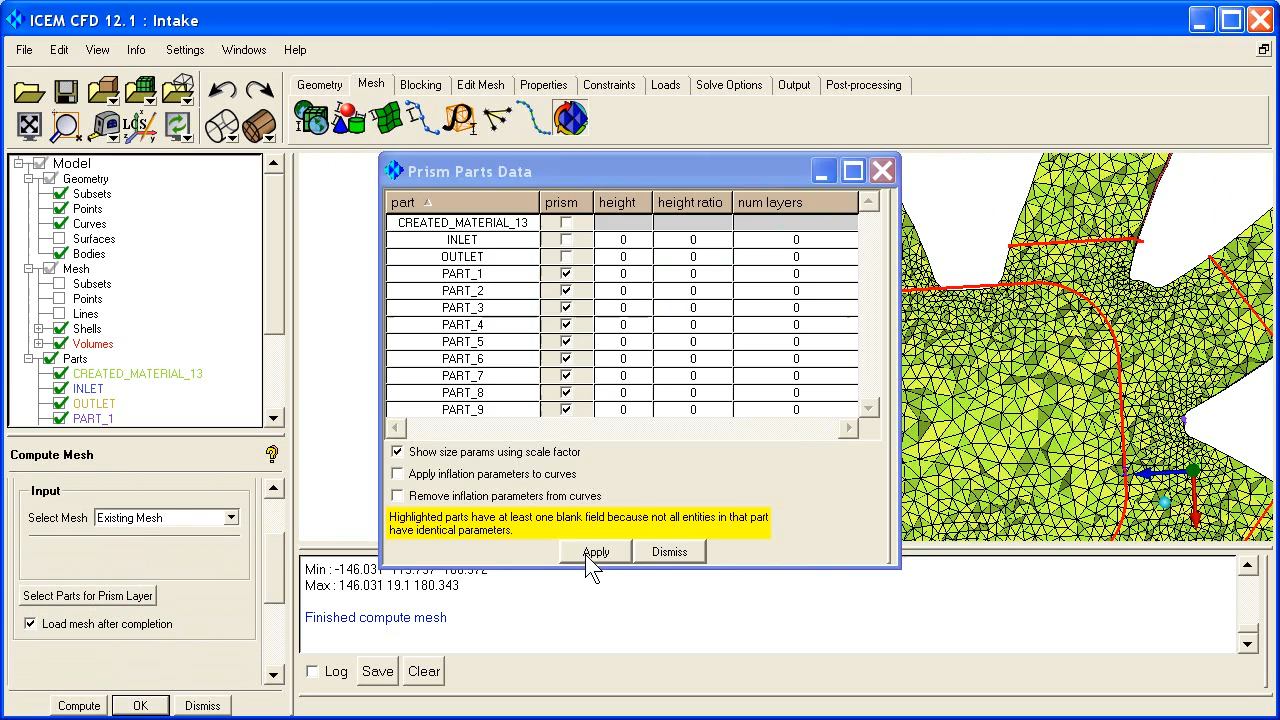 ICEM CFD 12.1 : Intake
File Edit View Info Settings Windows Help
Geometry Mesh Blocking Edit Mesh Properties Constraints Loads Solve Options Output Post-processing
Model
Geometry
Subsets
Points
Curves
Surfaces
Bodies
Mesh
Subsets
Points
Lines
Shells
Volumes
Parts
CREATED_MATERIAL_13
INLET
OUTLET
PART_1
Compute Mesh
Input
Select Mesh Existing Mesh
Select Parts for Prism Layer
Load mesh after completion
Compute OK Dismiss
Prism Parts Data
part prism height height ratio num layers
CREATED_MATERIAL_13
INLET 0 0 0
OUTLET 0 0 0
PART_1 0 0 0
PART_2 0 0 0
PART_3 0 0 0
PART_4 0 0 0
PART_5 0 0 0
PART_6 0 0 0
PART_7 0 0 0
PART_8 0 0 0
PART_9 0 0 0
Show size params using scale factor
Apply inflation parameters to curves
Remove inflation parameters from curves
Highlighted parts have at least one blank field because not all entities in that part
have identical parameters.
Apply Dismiss
Min : -146.031
Max : 146.031 19.1 180.343
Finished compute mesh
Log Save Clear